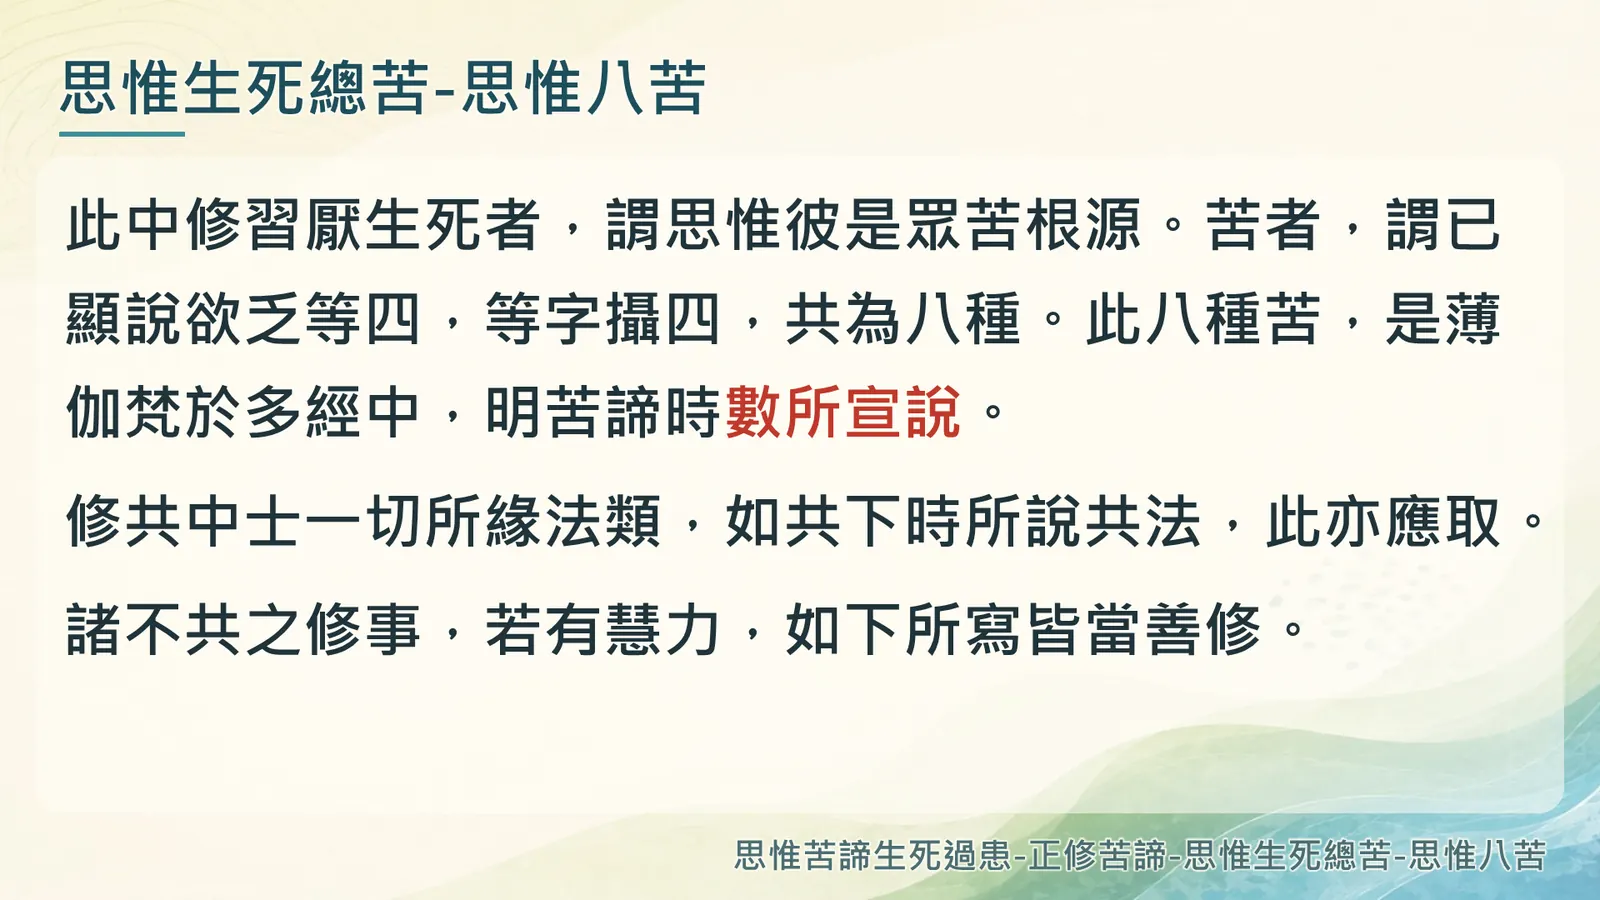 思惟生死總苦-思惟八苦
此中修習厭生死者，謂思惟彼是眾苦根源。苦者，謂已
顯說欲乏等四，等字攝四，共為八種。此八種苦，是薄
伽梵於多經中，明苦諦時數所宣說。
修共中士一切所緣法類，如共下時所說共法，此亦應取。
諸不共之修事，若有慧力，如下所寫皆當善修。
思惟苦諦生死過患-正修苦諦-思惟生死總苦-思惟八苦